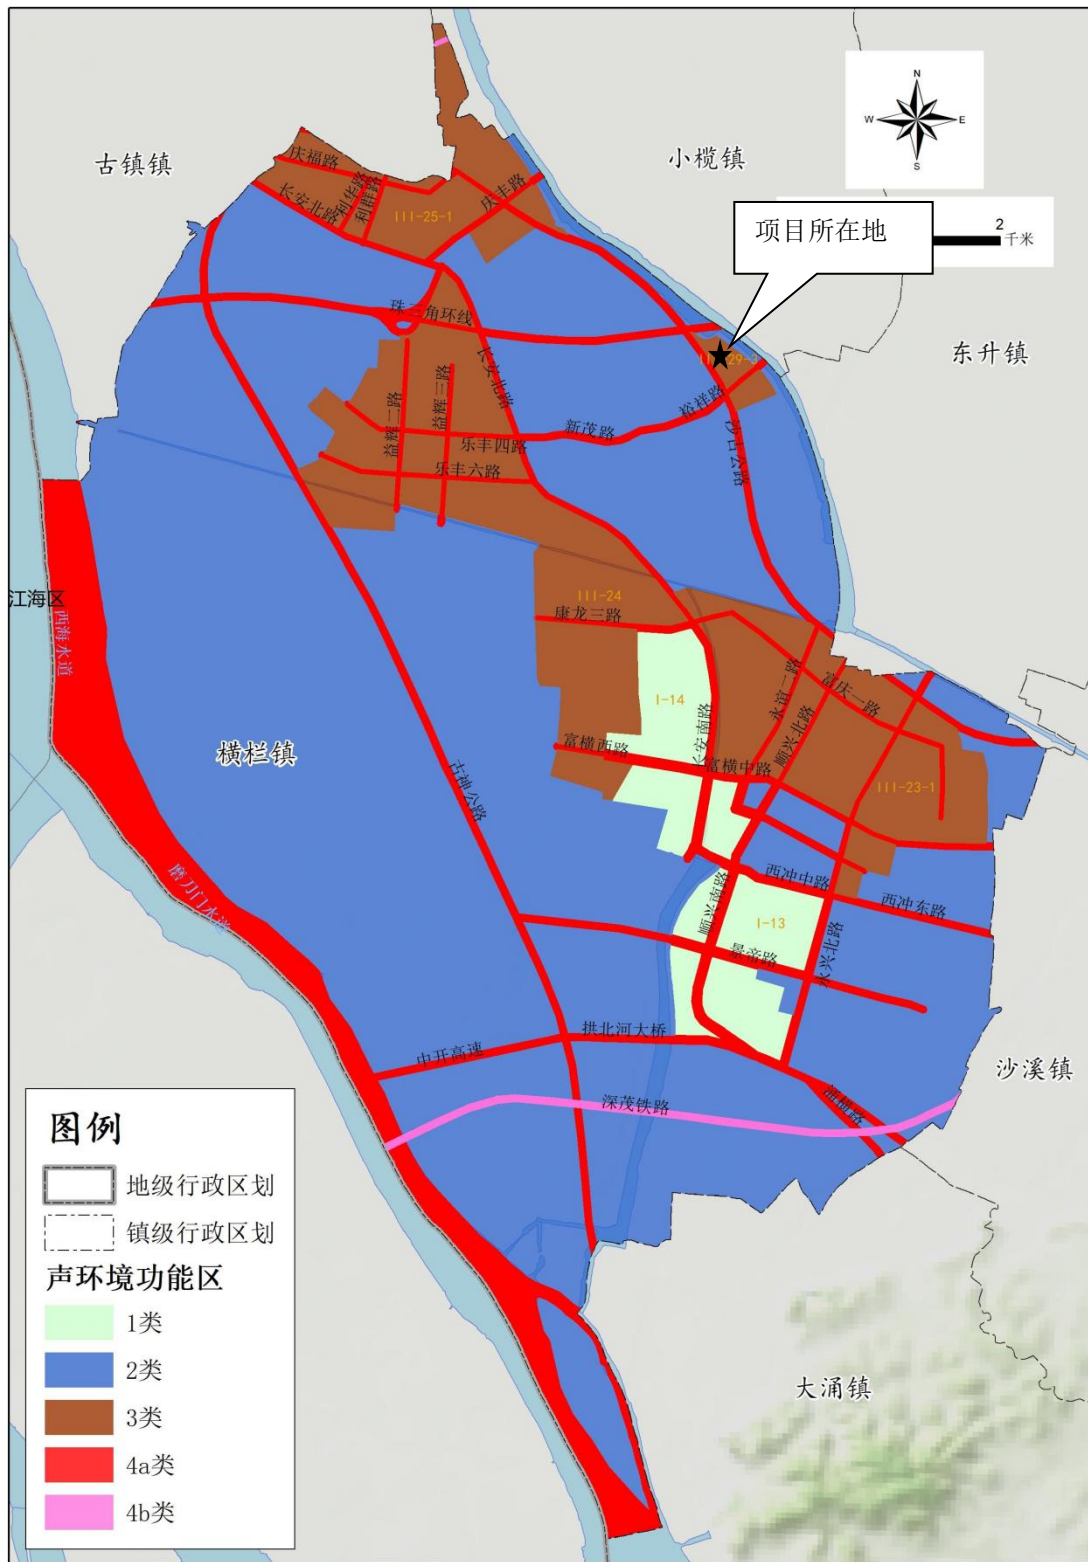 N
W
E
S
古镇镇
小榄镇
庆福路
利华路
利群路
长安北路
III-25-1
庆丰路
项目所在地
2
千米
珠三角环线
东升镇
长安北路
益辉二路
益辉三路
裕祥路
新茂路
乐丰四路
乐丰六路
沙古公路
III-24
康龙三路
江海区
西海水道
I-14
长安南路
永谊二路
富庆一路
顺兴北路
横栏镇
富横西路
富横中路
古神公路
III-23-1
磨刀门水道
西冲中路
西冲东路
顺兴南路
I-13
景帝路
永兴北路
拱北河大桥
中开高速
沙溪镇
深茂铁路
涌横路
大涌镇
图例
地级行政区划
镇级行政区划
声环境功能区
1类
2类
3类
4a类
4b类